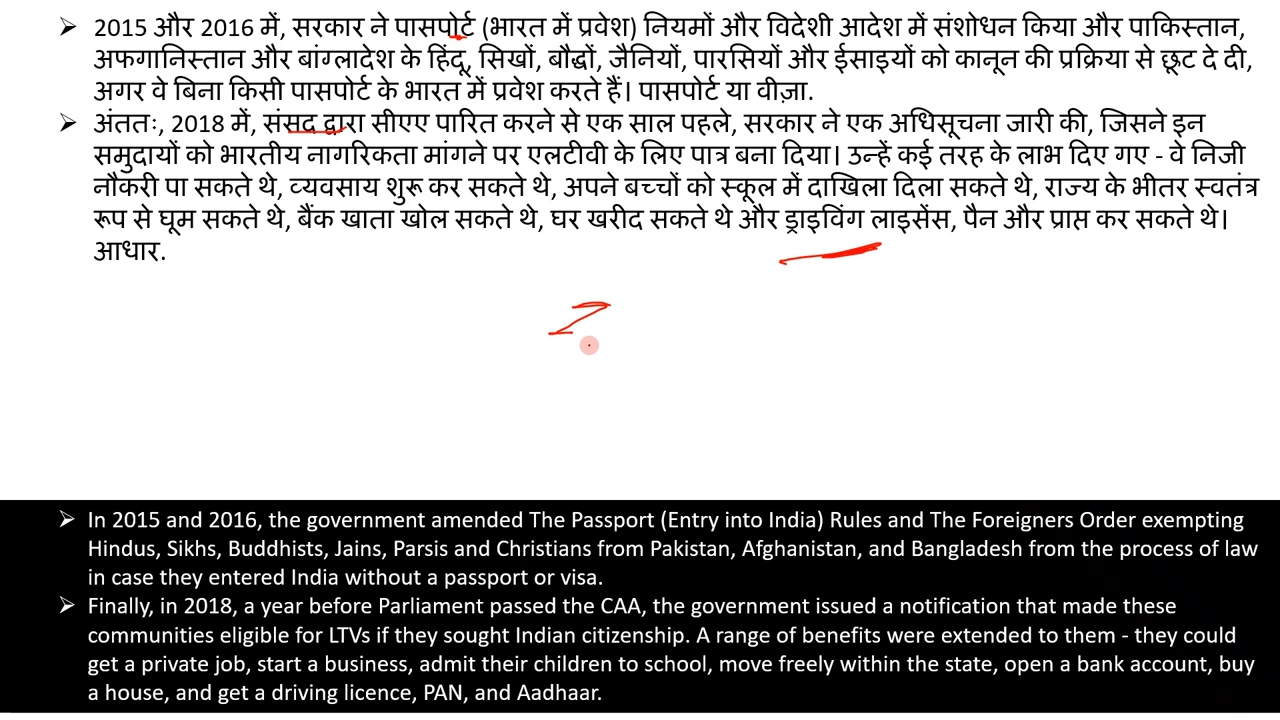 ➢ 2015 और 2016 में, सरकार ने पासपोर्ट (भारत में प्रवेश) नियमों और विदेशी आदेश में संशोधन किया और पाकिस्तान,
अफगानिस्तान और बांग्लादेश के हिंदू, सिखों, बौद्धों, जैनियों, पारसियों और ईसाइयों को कानून की प्रक्रिया से छूट दे दी,
अगर वे बिना किसी पासपोर्ट के भारत में प्रवेश करते हैं। पासपोर्ट या वीज़ा.
➢ अंततः, 2018 में, संसद द्वारा सीएए पारित करने से एक साल पहले, सरकार ने एक अधिसूचना जारी की, जिसने इन
समुदायों को भारतीय नागरिकता मांगने पर एलटीवी के लिए पात्र बना दिया। उन्हें कई तरह के लाभ दिए गए - वे निजी
नौकरी पा सकते थे, व्यवसाय शुरू कर सकते थे, अपने बच्चों को स्कूल में दाखिला दिला सकते थे, राज्य के भीतर स्वतंत्र
रूप से घूम सकते थे, बैंक खाता खोल सकते थे, घर खरीद सकते थे और ड्राइविंग लाइसेंस, पैन और प्राप्त कर सकते थे।
आधार.
➢ In 2015 and 2016, the government amended The Passport (Entry into India) Rules and The Foreigners Order exempting
Hindus, Sikhs, Buddhists, Jains, Parsis and Christians from Pakistan, Afghanistan, and Bangladesh from the process of law
in case they entered India without a passport or visa.
➢ Finally, in 2018, a year before Parliament passed the CAA, the government issued a notification that made these
communities eligible for LTVs if they sought Indian citizenship. A range of benefits were extended to them - they could
get a private job, start a business, admit their children to school, move freely within the state, open a bank account, buy
a house, and get a driving licence, PAN, and Aadhaar.